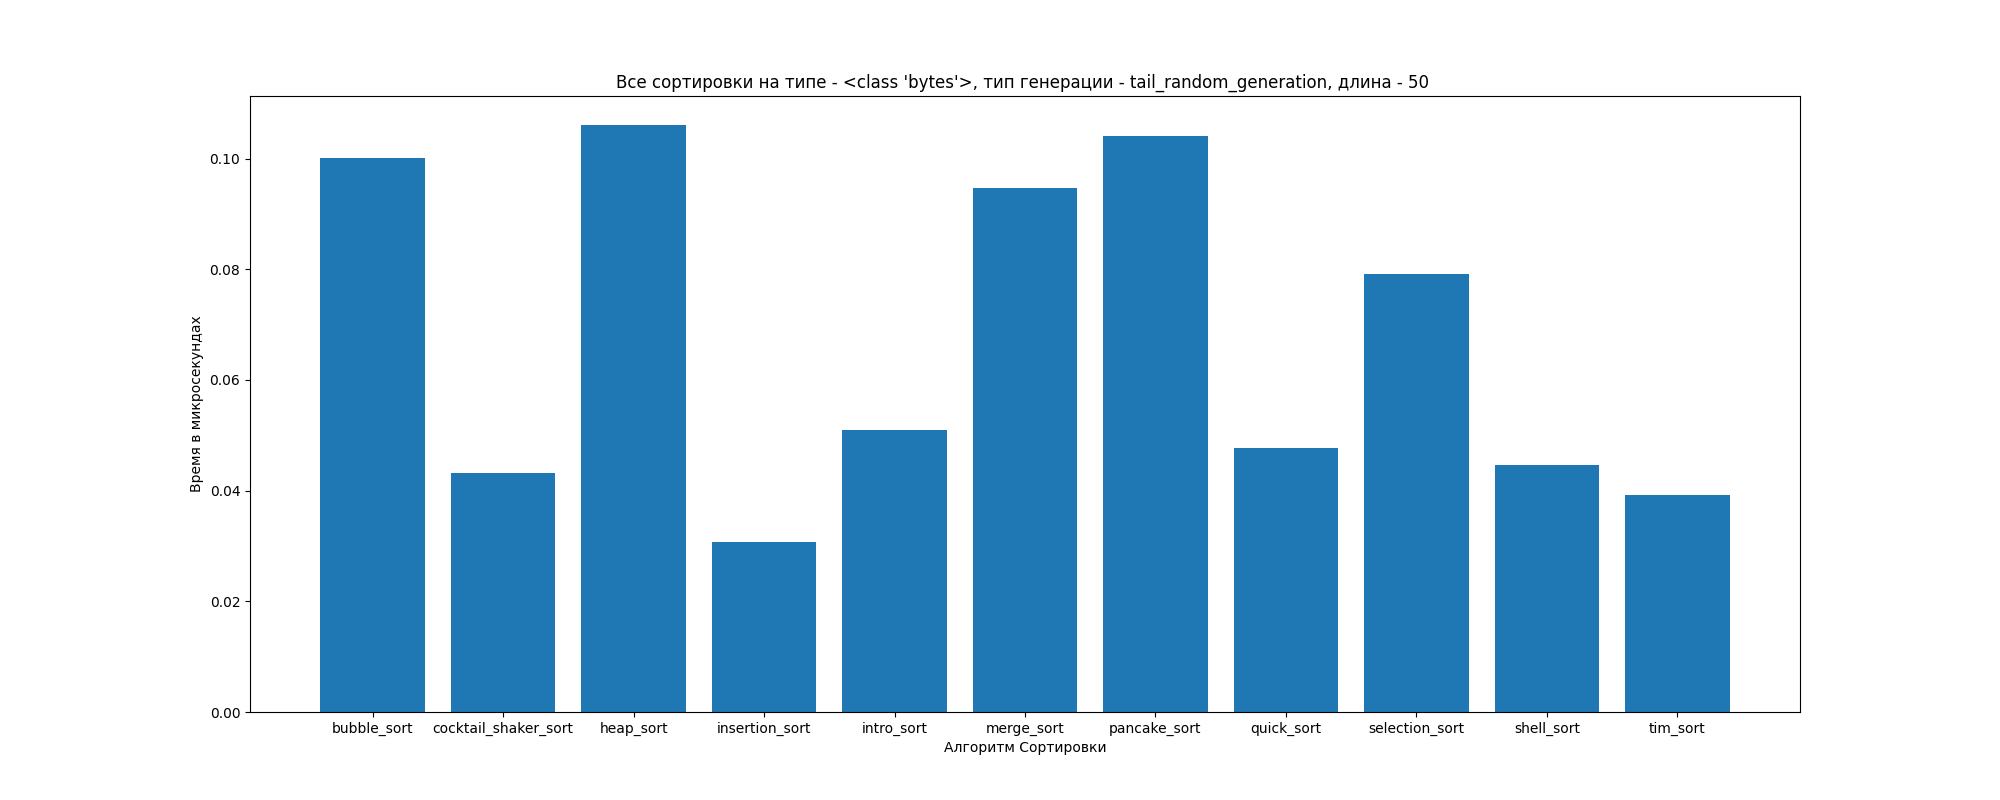 Все сортировки на типе - <class 'bytes'>, тип генерации - tail_random_generation, длина - 50
Время в микросекундах
0.10
0.08
0.06
0.04
0.02
0.00
bubble_sort cocktail_shaker_sort heap_sort insertion_sort intro_sort merge_sort pancake_sort quick_sort selection_sort shell_sort tim_sort
Алгоритм Сортировки